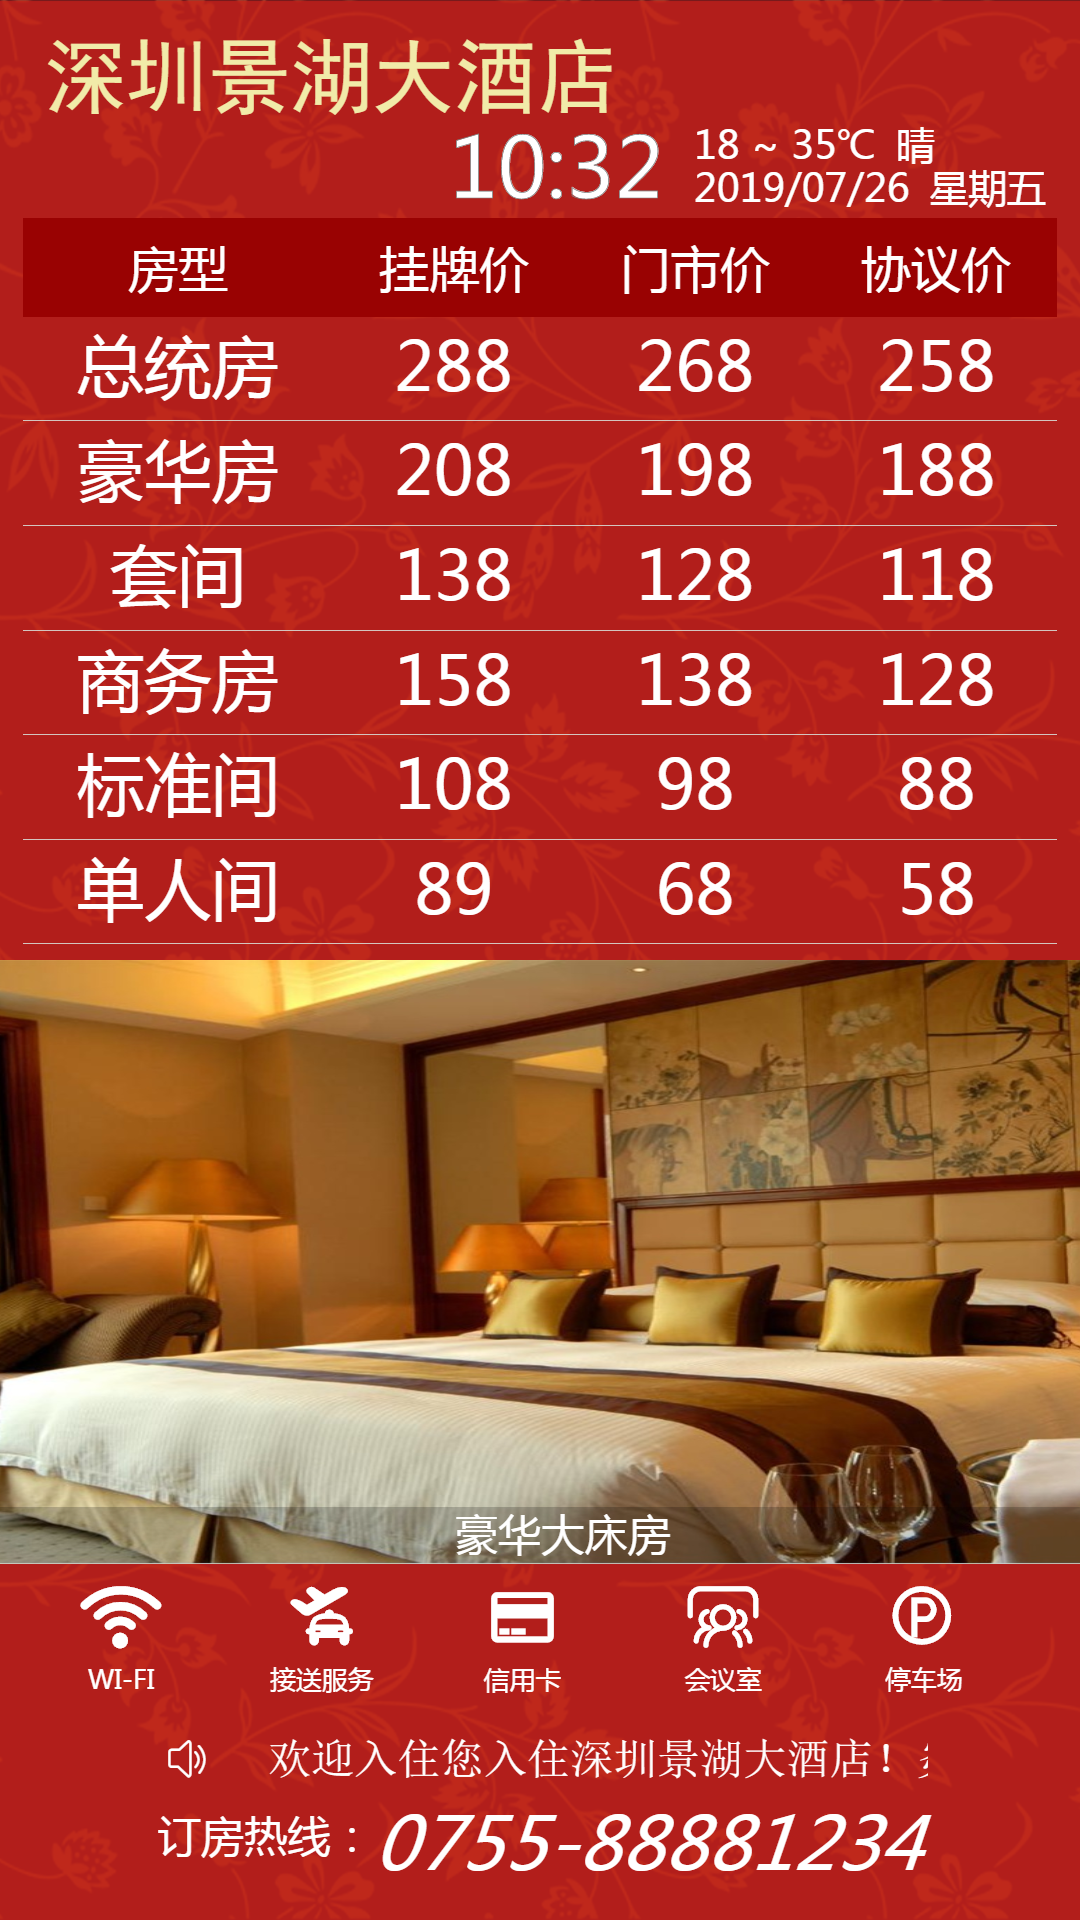 深圳景湖大酒店
10:32
18 ~ 35℃ 晴
2019/07/26 星期五
房型 挂牌价 门市价 协议价
总统房 288 268 258
豪华房 208 198 188
套间 138 128 118
商务房 158 138 128
标准间 108 98 88
单人间 89 68 58
豪华大床房
WI-FI 接送服务 信用卡 会议室 停车场
欢迎入住您入住深圳景湖大酒店！
订房热线：0755-88881234